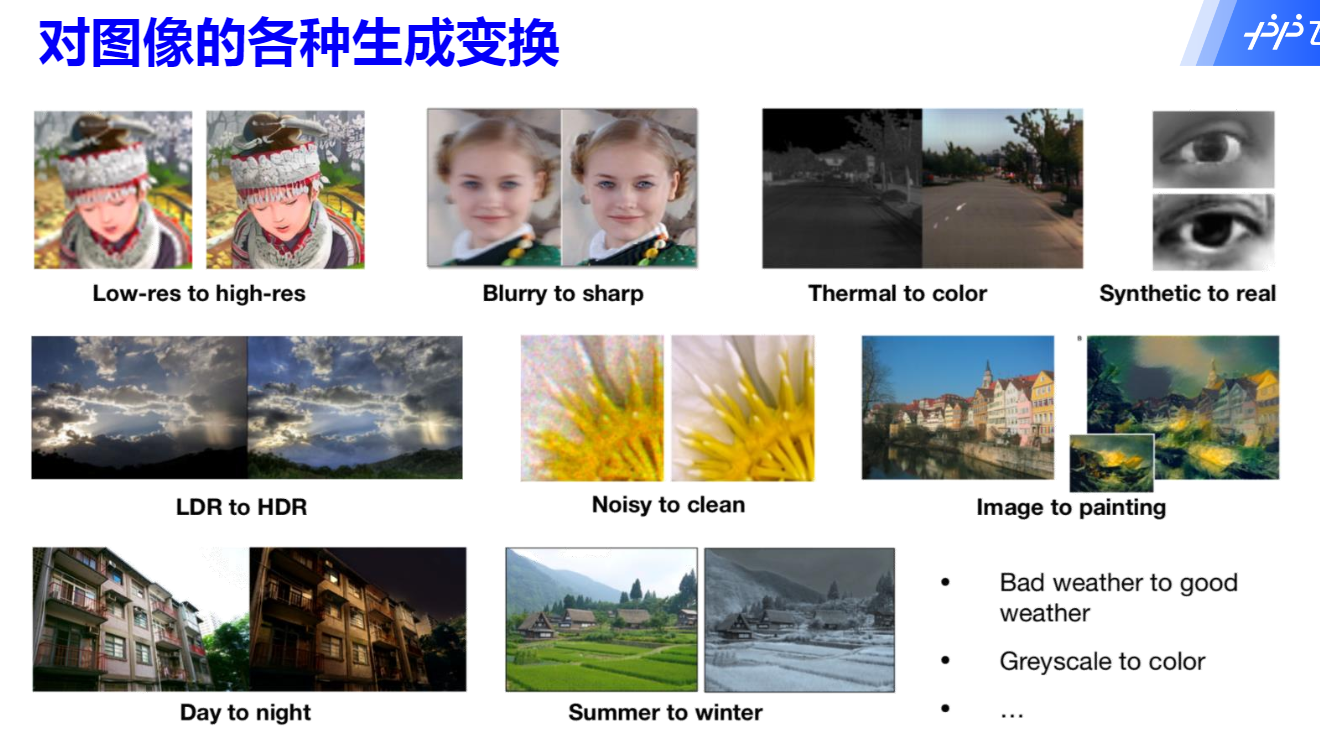 对图像的各种生成变换
Low-res to high-res
Blurry to sharp
Thermal to color
Synthetic to real
LDR to HDR
Noisy to clean
Image to painting
Day to night
Summer to winter
• Bad weather to good
weather
• Greyscale to color
• …